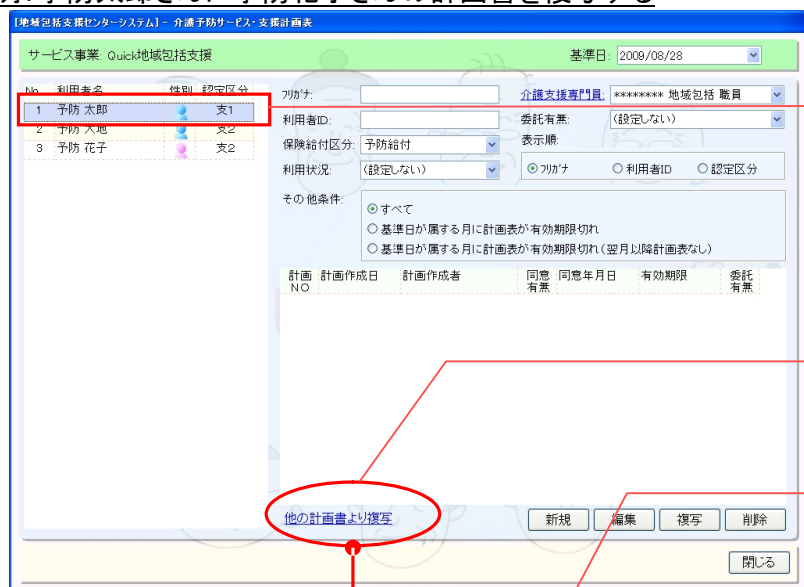 [地域包括支援センターシステム] - 介護予防サービス・支援計画表
サービス事業: Quick地域包括支援
基準日: 2009/08/28
No 利用者名 性別 認定区分
1 予防 太郎 支1
2 予防 大地 支2
3 予防 花子 支2
フリガナ:
介護支援専門員: ******** 地域包括 職員
利用者ID:
委託有無: (設定しない)
保険給付区分: 予防給付
表示順:
利用状況: (設定しない)
フリガナ 利用者ID 認定区分
その他条件:
すべて
基準日が属する月に計画表が有効期限切れ
基準日が属する月に計画表が有効期限切れ(翌月以降計画表なし)
計画NO 計画作成日 計画作成者 同意有無 同意年月日 有効期限 委託有無
他の計画書より複写
新規 編集 複写 削除
閉じる